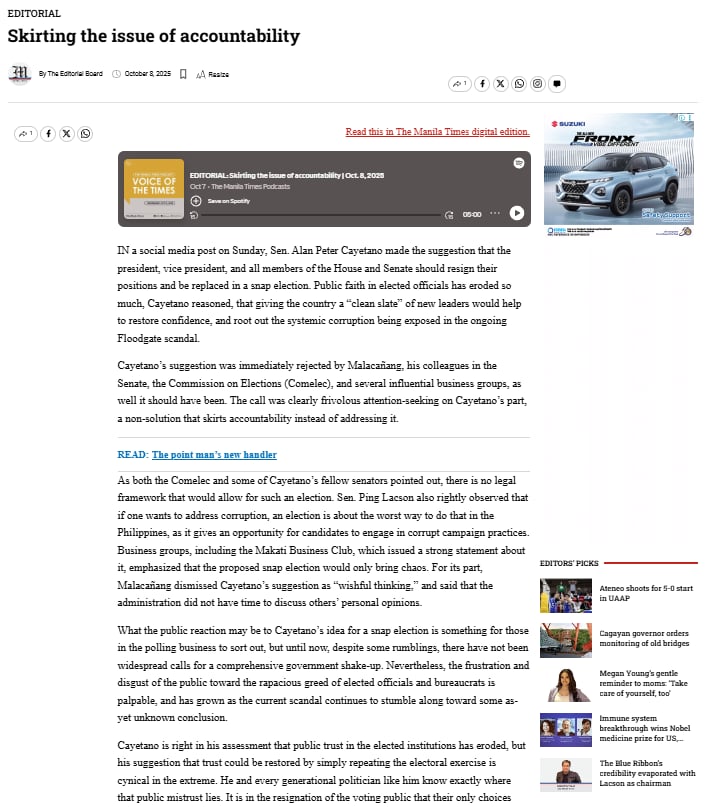 EDITORIAL
Skirting the issue of accountability
By The Editorial Board
October 8, 2025
Resize
1
1
Read this in The Manila Times digital edition.
VOICE OF
THE TIMES
EDITORIAL: Skirting the issue of accountability | Oct. 8, 2025
Oct 7 · The Manila Times Podcasts
Save on Spotify
05:00
IN a social media post on Sunday, Sen. Alan Peter Cayetano made the suggestion that the
president, vice president, and all members of the House and Senate should resign their
positions and be replaced in a snap election. Public faith in elected officials has eroded so
much, Cayetano reasoned, that giving the country a “clean slate” of new leaders would help
to restore confidence, and root out the systemic corruption being exposed in the ongoing
Floodgate scandal.
Cayetano’s suggestion was immediately rejected by Malacañang, his colleagues in the
Senate, the Commission on Elections (Comelec), and several influential business groups, as
well it should have been. The call was clearly frivolous attention-seeking on Cayetano’s part,
a non-solution that skirts accountability instead of addressing it.
READ: The point man’s new handler
As both the Comelec and some of Cayetano’s fellow senators pointed out, there is no legal
framework that would allow for such an election. Sen. Ping Lacson also rightly observed that
if one wants to address corruption, an election is about the worst way to do that in the
Philippines, as it gives an opportunity for candidates to engage in corrupt campaign practices.
Business groups, including the Makati Business Club, which issued a strong statement about
it, emphasized that the proposed snap election would only bring chaos. For its part,
Malacañang dismissed Cayetano’s suggestion as “wishful thinking,” and said that the
administration did not have time to discuss others’ personal opinions.
What the public reaction may be to Cayetano’s idea for a snap election is something for those
in the polling business to sort out, but until now, despite some rumblings, there have not been
widespread calls for a comprehensive government shake-up. Nevertheless, the frustration and
disgust of the public toward the rapacious greed of elected officials and bureaucrats is
palpable, and has grown as the current scandal continues to stumble along toward some as-
yet unknown conclusion.
Cayetano is right in his assessment that public trust in the elected institutions has eroded, but
his suggestion that trust could be restored by simply repeating the electoral exercise is
cynical in the extreme. He and every generational politician like him know exactly where
that public mistrust lies. It is in the resignation of the voting public that their only choices
SUZUKI
THE ALL-NEW
FRONX
VIBE DIFFERENT
EDITORS' PICKS
Ateneo shoots for 5-0 start
in UAAP
Cagayan governor orders
monitoring of old bridges
Megan Young's gentle
reminder to moms: 'Take
care of yourself, too'
Immune system
breakthrough wins Nobel
medicine prize for US,...
The Blue Ribbon's
credibility evaporated with
Lacson as chairman